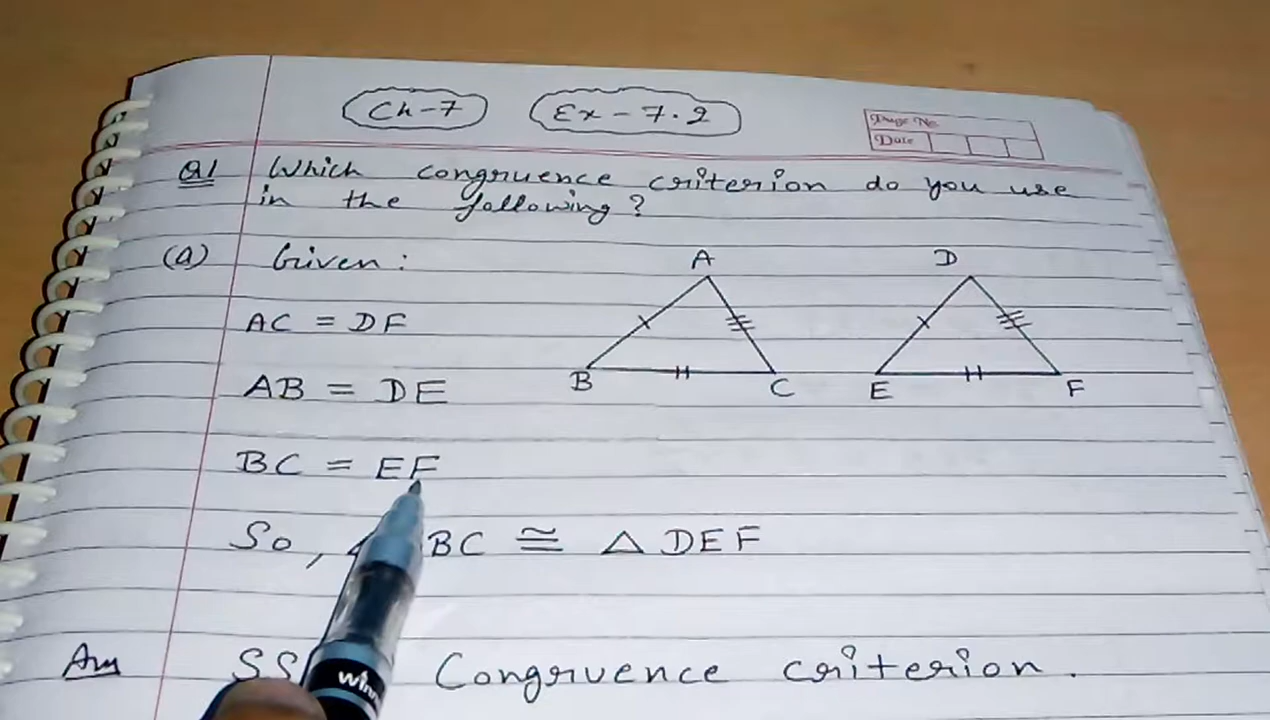 Ch-7 Ex-7.2
Page No.
Date
Q1 Which congruence criterion do you use
in the following?
(a) Given:
A D
AC = DF
B C E F
AB = DE
BC = EF
So, BC ≅ △ DEF
Ans Congruence criterion.